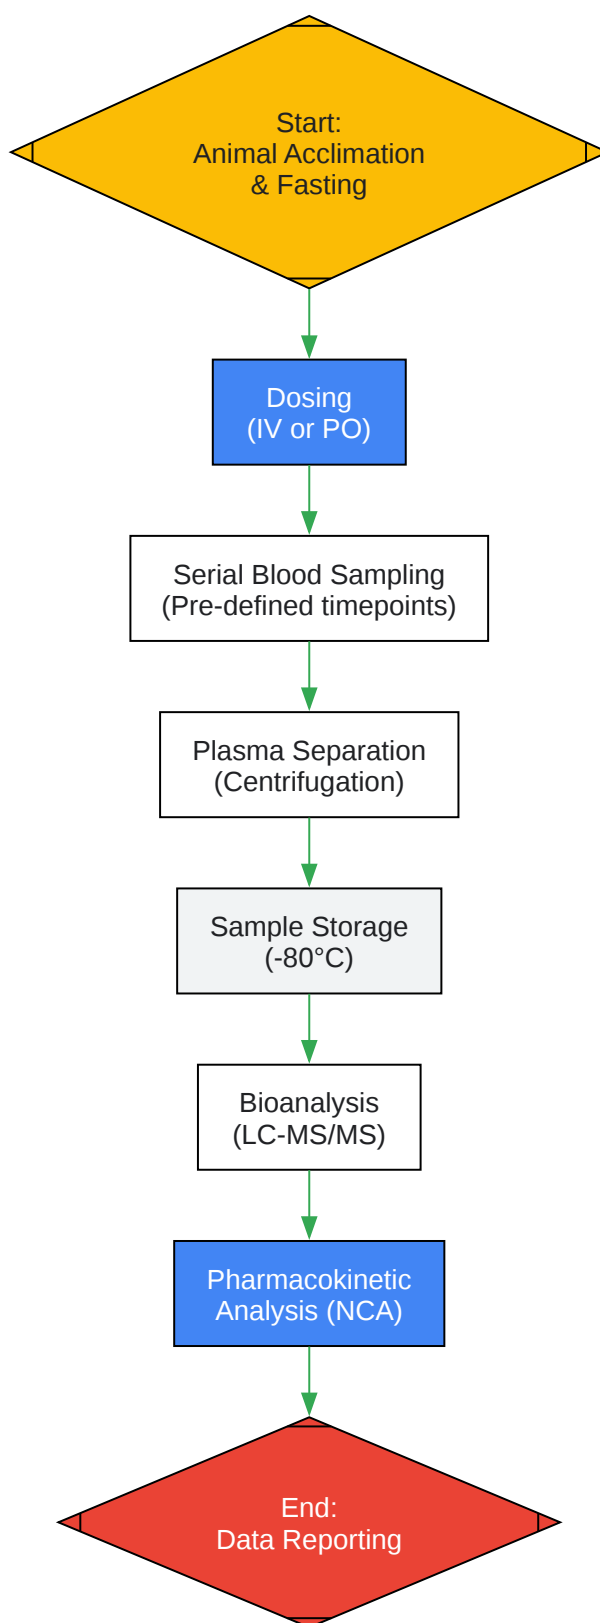 Start:
Animal Acclimation
& Fasting
Dosing
(IV or PO)
Serial Blood Sampling
(Pre-defined timepoints)
Plasma Separation
(Centrifugation)
Sample Storage
(-80°C)
Bioanalysis
(LC-MS/MS)
Pharmacokinetic
Analysis (NCA)
End:
Data Reporting